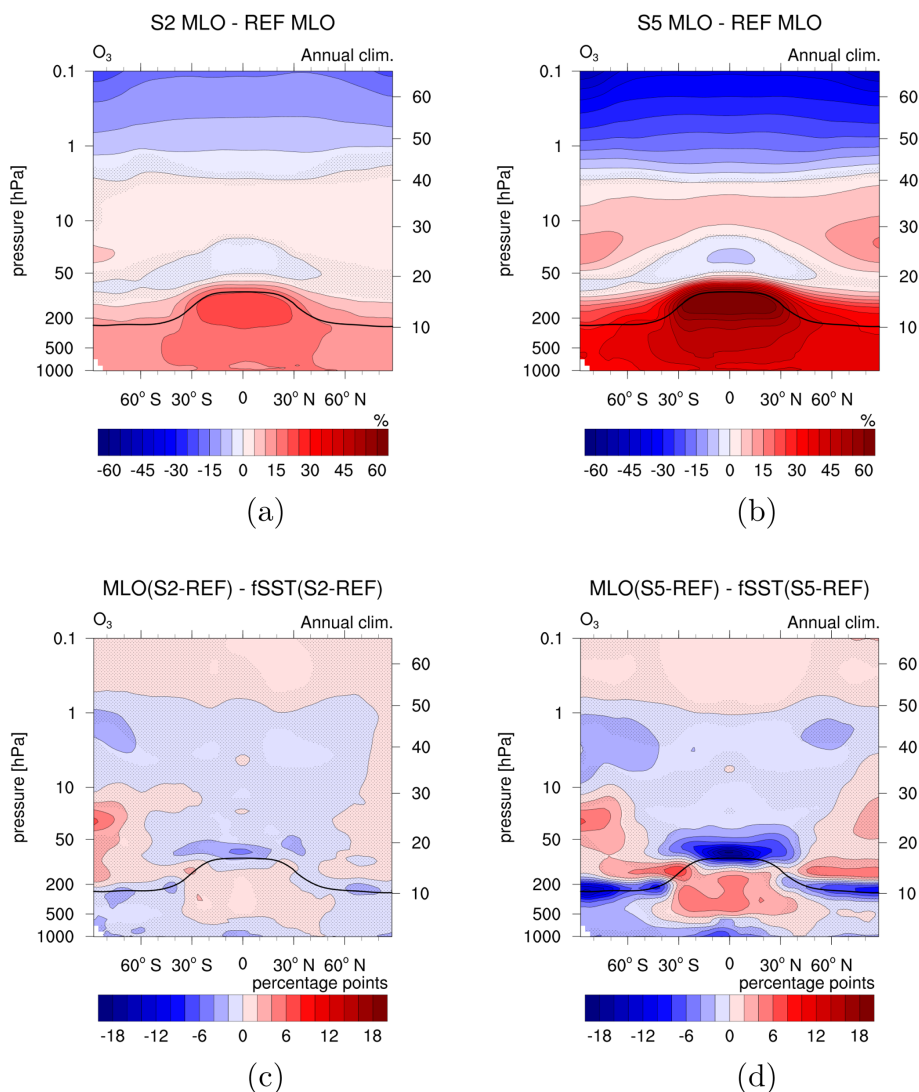 S2 MLO - REF MLO
O3 Annual clim.
0.1
1
10
50
200
500
1000
pressure [hPa]
60
50
40
30
20
10
60° S 30° S 0 30° N 60° N
%
-60 -45 -30 -15 0 15 30 45 60
(a)
S5 MLO - REF MLO
O3 Annual clim.
0.1
1
10
50
200
500
1000
pressure [hPa]
60
50
40
30
20
10
60° S 30° S 0 30° N 60° N
%
-60 -45 -30 -15 0 15 30 45 60
(b)
MLO(S2-REF) - fSST(S2-REF)
O3 Annual clim.
0.1
1
10
50
200
500
1000
pressure [hPa]
60
50
40
30
20
10
60° S 30° S 0 30° N 60° N
percentage points
-18 -12 -6 0 6 12 18
(c)
MLO(S5-REF) - fSST(S5-REF)
O3 Annual clim.
0.1
1
10
50
200
500
1000
pressure [hPa]
60
50
40
30
20
10
60° S 30° S 0 30° N 60° N
percentage points
-18 -12 -6 0 6 12 18
(d)